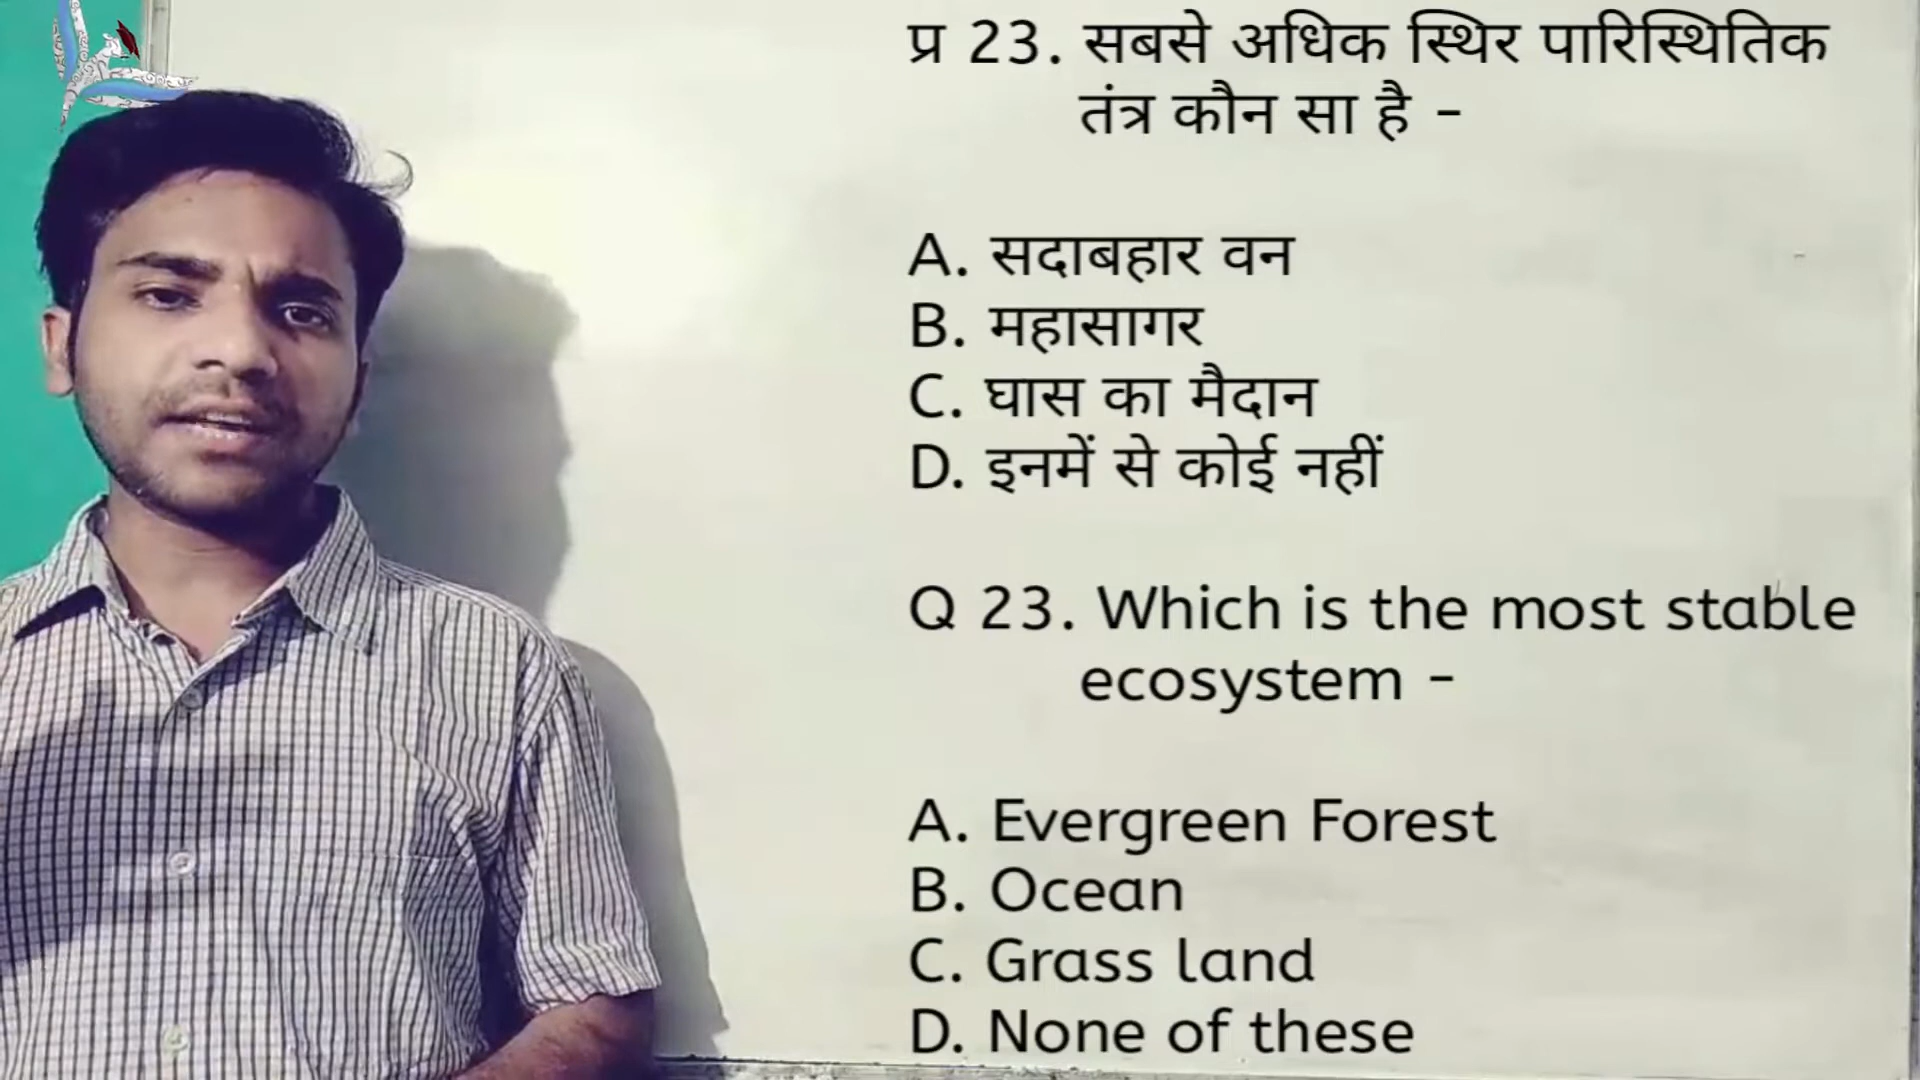 प्र 23. सबसे अधिक स्थिर पारिस्थितिक
तंत्र कौन सा है -
A. सदाबहार वन
B. महासागर
C. घास का मैदान
D. इनमें से कोई नहीं
Q 23. Which is the most stable
ecosystem -
A. Evergreen Forest
B. Ocean
C. Grass land
D. None of these